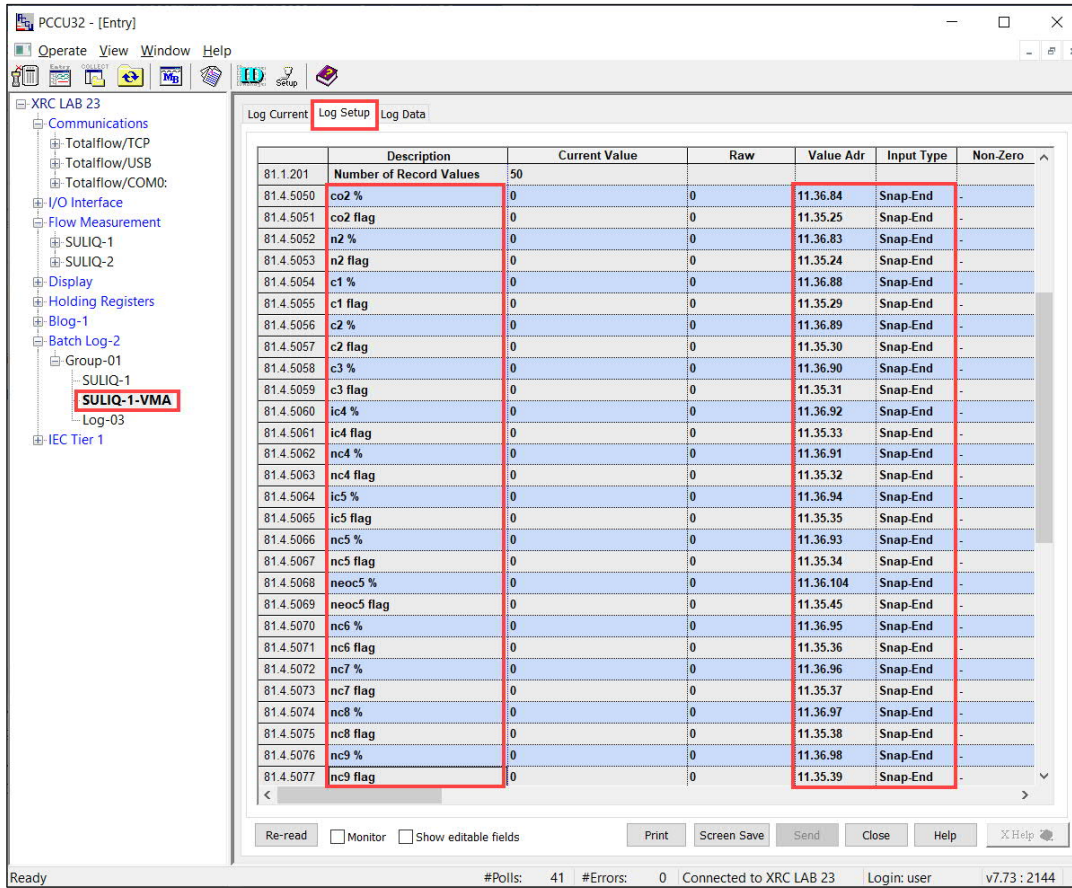 PCCU32 - [Entry]
Operate View Window Help
Entry COLLECT MB ID Setup
XRC LAB 23
Communications
Totalflow/TCP
Totalflow/USB
Totalflow/COM0:
I/O Interface
Flow Measurement
SULIQ-1
SULIQ-2
Display
Holding Registers
Blog-1
Batch Log-2
Group-01
SULIQ-1
SULIQ-1-VMA
Log-03
IEC Tier 1
Log Current Log Setup Log Data
Description Current Value Raw Value Adr Input Type Non-Zero
81.1.201 Number of Record Values 50
81.4.5050 co2 % 0 0 11.36.84 Snap-End -
81.4.5051 co2 flag 0 0 11.35.25 Snap-End -
81.4.5052 n2 % 0 0 11.36.83 Snap-End -
81.4.5053 n2 flag 0 0 11.35.24 Snap-End -
81.4.5054 c1 % 0 0 11.36.88 Snap-End -
81.4.5055 c1 flag 0 0 11.35.29 Snap-End -
81.4.5056 c2 % 0 0 11.36.89 Snap-End -
81.4.5057 c2 flag 0 0 11.35.30 Snap-End -
81.4.5058 c3 % 0 0 11.36.90 Snap-End -
81.4.5059 c3 flag 0 0 11.35.31 Snap-End -
81.4.5060 ic4 % 0 0 11.36.92 Snap-End -
81.4.5061 ic4 flag 0 0 11.35.33 Snap-End -
81.4.5062 nc4 % 0 0 11.36.91 Snap-End -
81.4.5063 nc4 flag 0 0 11.35.32 Snap-End -
81.4.5064 ic5 % 0 0 11.36.94 Snap-End -
81.4.5065 ic5 flag 0 0 11.35.35 Snap-End -
81.4.5066 nc5 % 0 0 11.36.93 Snap-End -
81.4.5067 nc5 flag 0 0 11.35.34 Snap-End -
81.4.5068 neoc5 % 0 0 11.36.104 Snap-End -
81.4.5069 neoc5 flag 0 0 11.35.45 Snap-End -
81.4.5070 nc6 % 0 0 11.36.95 Snap-End -
81.4.5071 nc6 flag 0 0 11.35.36 Snap-End -
81.4.5072 nc7 % 0 0 11.36.96 Snap-End -
81.4.5073 nc7 flag 0 0 11.35.37 Snap-End -
81.4.5074 nc8 % 0 0 11.36.97 Snap-End -
81.4.5075 nc8 flag 0 0 11.35.38 Snap-End -
81.4.5076 nc9 % 0 0 11.36.98 Snap-End -
81.4.5077 nc9 flag 0 0 11.35.39 Snap-End -
Re-read Monitor Show editable fields Print Screen Save Send Close Help X Help
Ready #Polls: 41 #Errors: 0 Connected to XRC LAB 23 Login: user v7.73 : 2144